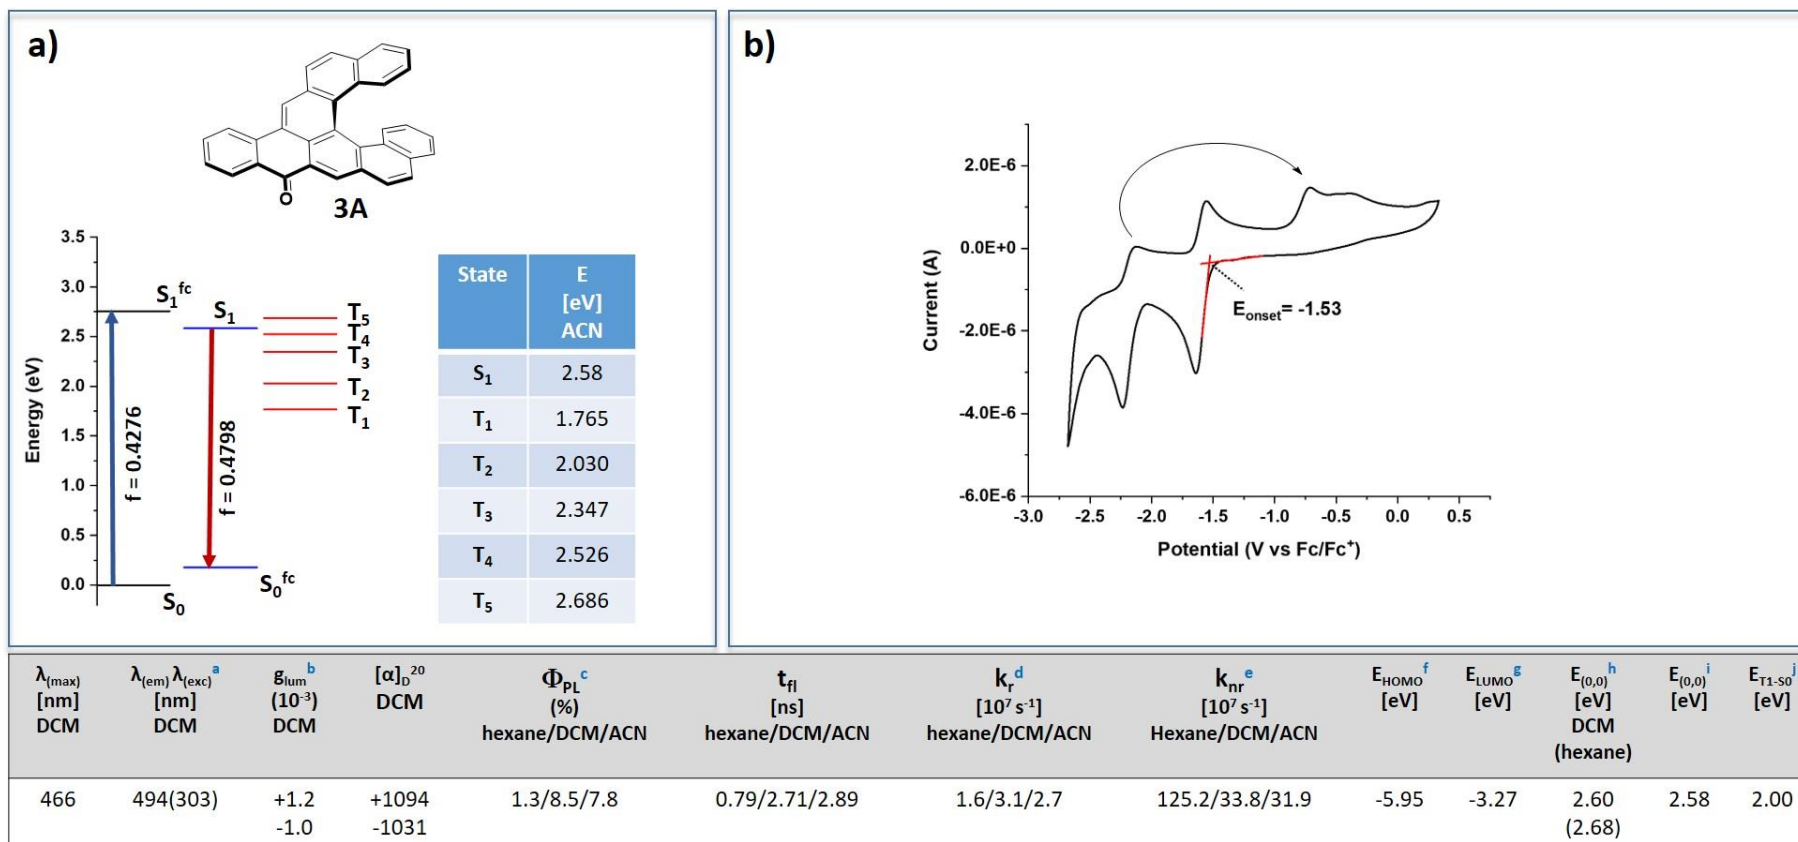 a)
O
3A
Energy (eV)
3.5
3.0
2.5
2.0
1.5
1.0
0.5
0.0
S1fc
S1
T5
T4
T3
T2
T1
f = 0.4276
f = 0.4798
S0
S0fc
State E [eV] ACN
S1 2.58
T1 1.765
T2 2.030
T3 2.347
T4 2.526
T5 2.686
b)
Current (A)
2.0E-6
0.0E+0
-2.0E-6
-4.0E-6
-6.0E-6
Eonset= -1.53
-3.0 -2.5 -2.0 -1.5 -1.0 -0.5 0.0 0.5
Potential (V vs Fc/Fc+)
λ(max) [nm] DCM
λ(em) λ(exc)a [nm] DCM
glum b (10-3) DCM
[α]D20 DCM
ΦPLc (%) hexane/DCM/ACN
tfl [ns] hexane/DCM/ACN
krd [107 s-1] hexane/DCM/ACN
knre [107 s-1] Hexane/DCM/ACN
EHOMOf [eV]
ELUMOg [eV]
E(0,0)h [eV] DCM (hexane)
E(0,0)i [eV]
ET1-S0j [eV]
466 494(303) +1.2 +1094 1.3/8.5/7.8 0.79/2.71/2.89 1.6/3.1/2.7 125.2/33.8/31.9 -5.95 -3.27 2.60 2.58 2.00
-1.0 -1031 (2.68)